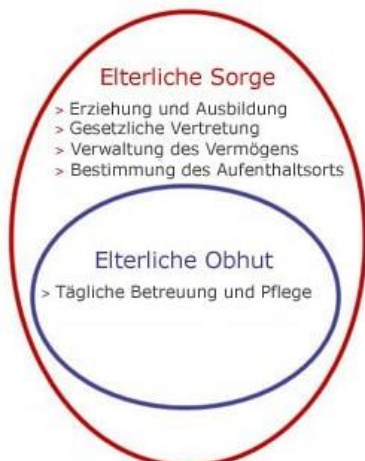 Elterliche Sorge
> Erziehung und Ausbildung
> Gesetzliche Vertretung
> Verwaltung des Vermögens
> Bestimmung des Aufenthaltsorts
Elterliche Obhut
> Tägliche Betreuung und Pflege